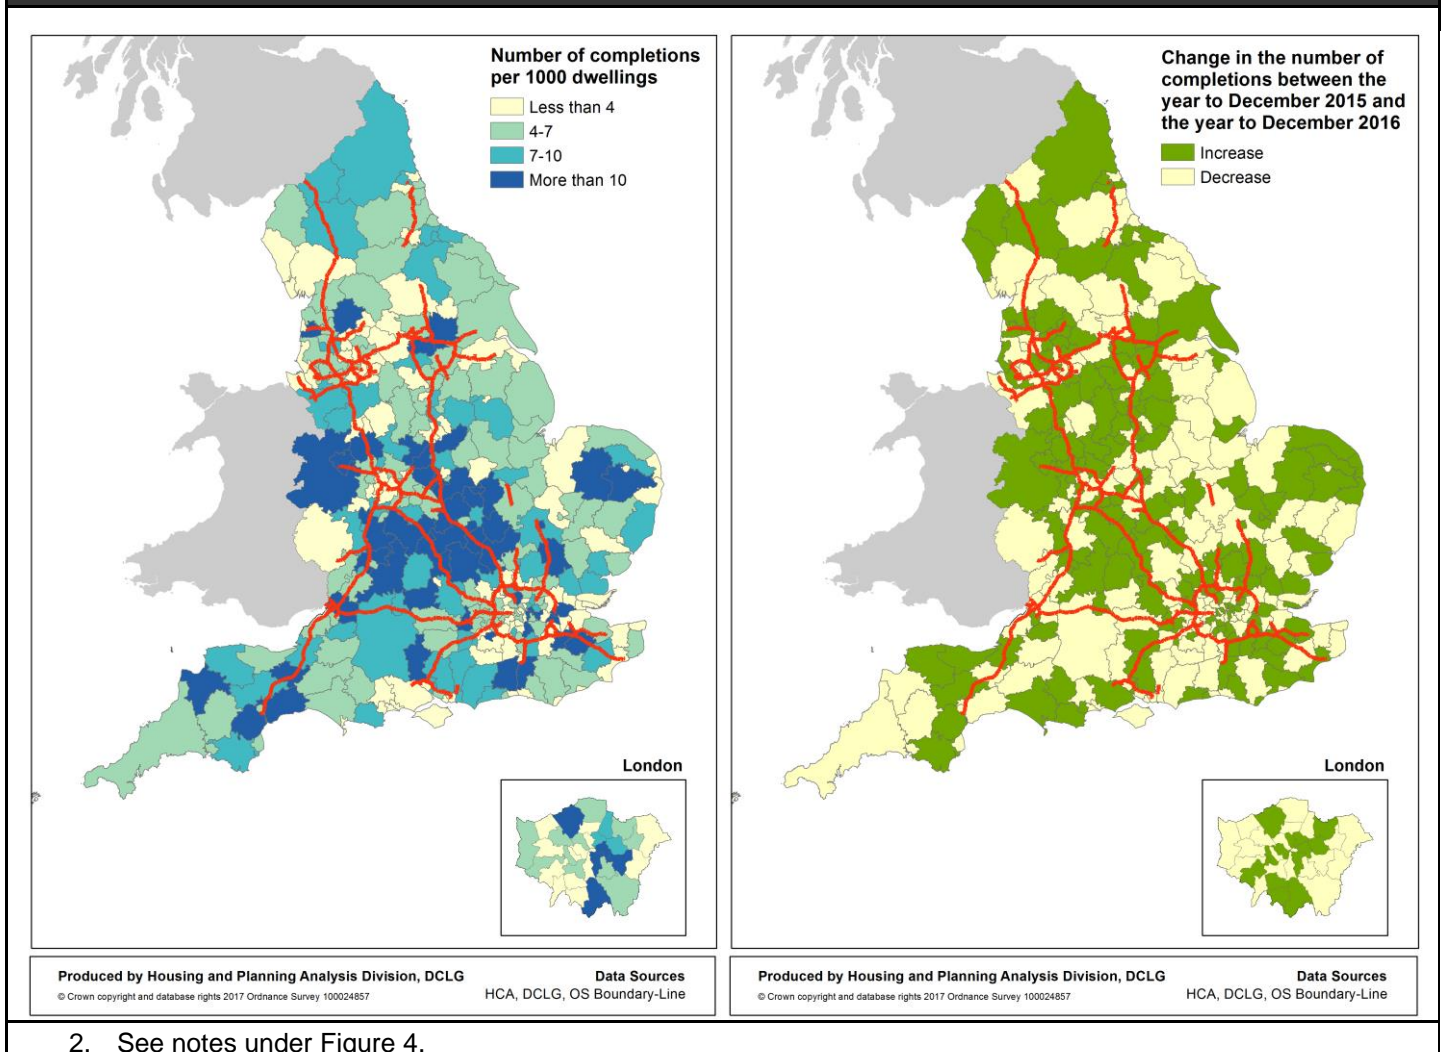 Number of completions
per 1000 dwellings
Less than 4
4-7
7-10
More than 10
London
Produced by Housing and Planning Analysis Division, DCLG
Data Sources
© Crown copyright and database rights 2017 Ordnance Survey 100024857
HCA, DCLG, OS Boundary-Line
Change in the number of
completions between the
year to December 2015 and
the year to December 2016
Increase
Decrease
London
Produced by Housing and Planning Analysis Division, DCLG
Data Sources
© Crown copyright and database rights 2017 Ordnance Survey 100024857
HCA, DCLG, OS Boundary-Line
2. See notes under Figure 4.